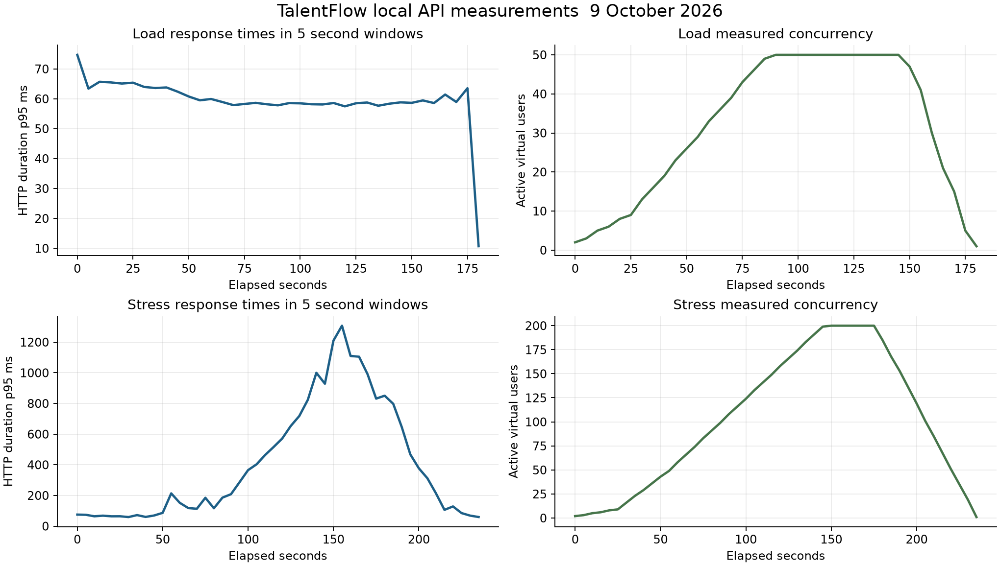 TalentFlow local API measurements  9 October 2026
Load response times in 5 second windows
HTTP duration p95 ms
70
60
50
40
30
20
10
0 25 50 75 100 125 150 175
Elapsed seconds
Load measured concurrency
Active virtual users
50
40
30
20
10
0
0 25 50 75 100 125 150 175
Elapsed seconds
Stress response times in 5 second windows
HTTP duration p95 ms
1200
1000
800
600
400
200
0
0 50 100 150 200
Elapsed seconds
Stress measured concurrency
Active virtual users
200
175
150
125
100
75
50
25
0
0 50 100 150 200
Elapsed seconds